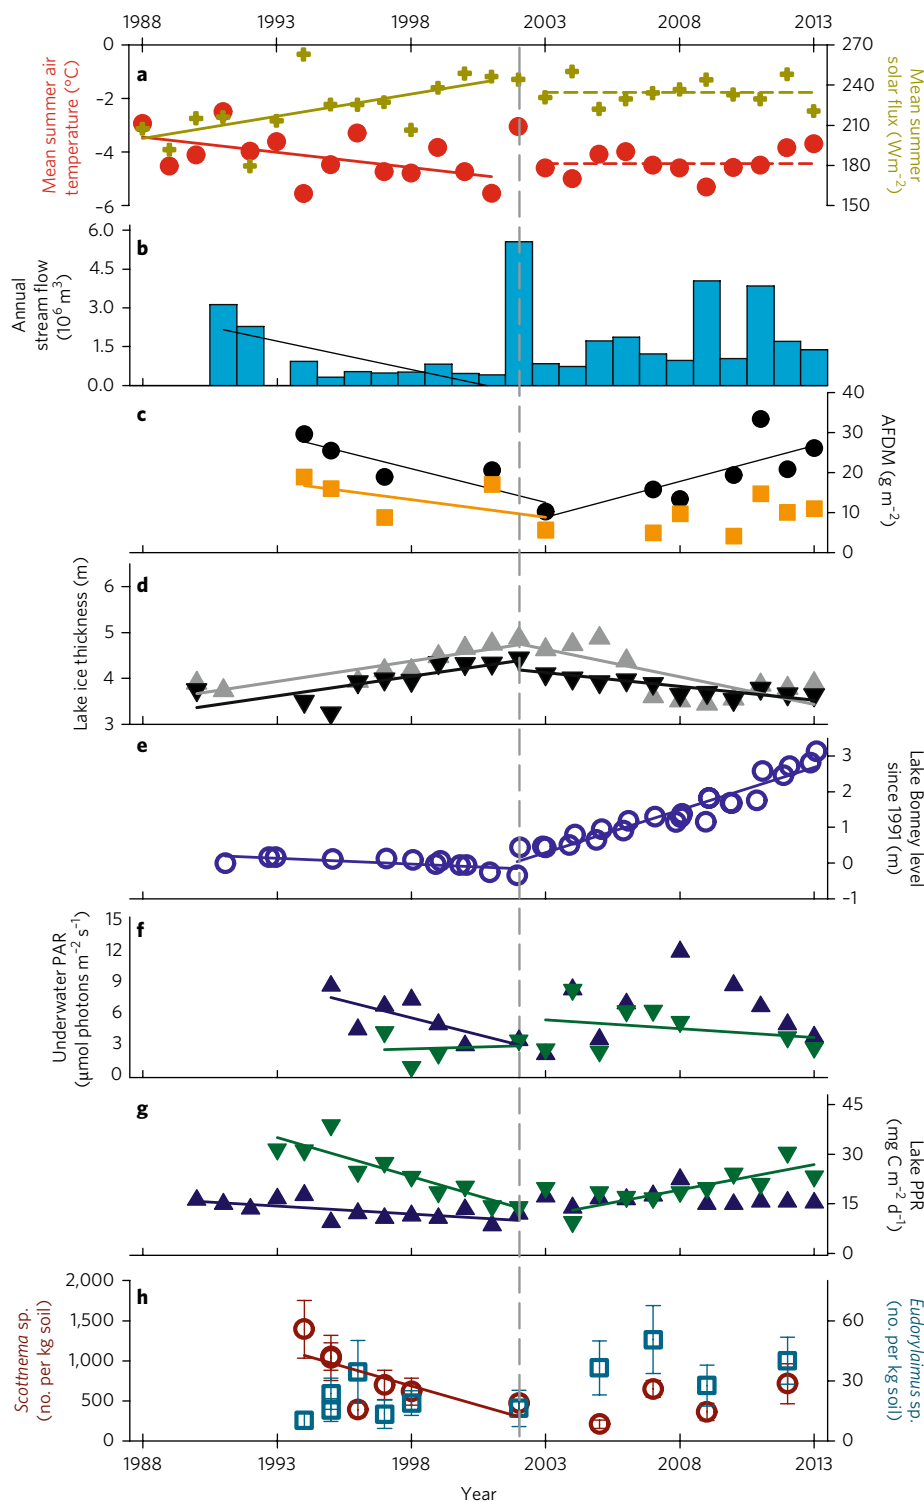 1988 1993 1998 2003 2008 2013
a
Mean summer air
temperature (°C)
0
−2
−4
−6
Mean summer
solar flux (Wm−2)
270
240
210
180
150
b
Annual
stream flow
(10⁶ m³)
6.0
4.5
3.0
1.5
0.0
c
AFDM (g m−2)
40
30
20
10
0
d
Lake ice thickness (m)
6
5
4
3
e
Lake Bonney level
since 1991 (m)
3
2
1
0
−1
f
Underwater PAR
(μmol photons m−2 s−1)
15
12
9
6
3
0
g
Lake PPR
(mg C m−2 d−1)
45
30
15
0
h
Scottnema sp.
(no. per kg soil)
2,000
1,500
1,000
500
0
Eudorylaimus sp.
(no. per kg soil)
60
30
0
1988 1993 1998 2003 2008 2013
Year